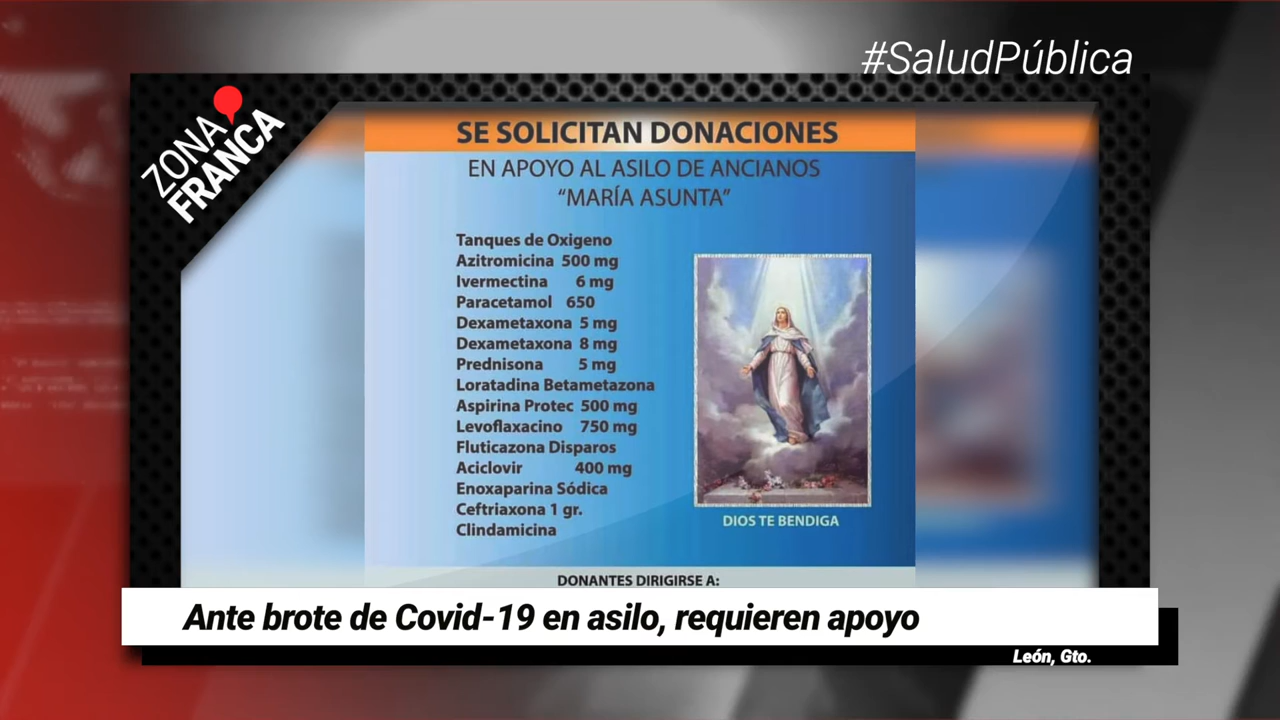 #SaludPública
ZONA
FRANCA
SE SOLICITAN DONACIONES
EN APOYO AL ASILO DE ANCIANOS
“MARÍA ASUNTA”
Tanques de Oxigeno
Azitromicina 500 mg
Ivermectina 6 mg
Paracetamol 650
Dexametaxona 5 mg
Dexametaxona 8 mg
Prednisona 5 mg
Loratadina Betametazona
Aspirina Protec 500 mg
Levoflaxacino 750 mg
Fluticazona Disparos
Aciclovir 400 mg
Enoxaparina Sódica
Ceftriaxona 1 gr.
Clindamicina
DIOS TE BENDIGA
DONANTES DIRIGIRSE A:
Ante brote de Covid-19 en asilo, requieren apoyo
León, Gto.